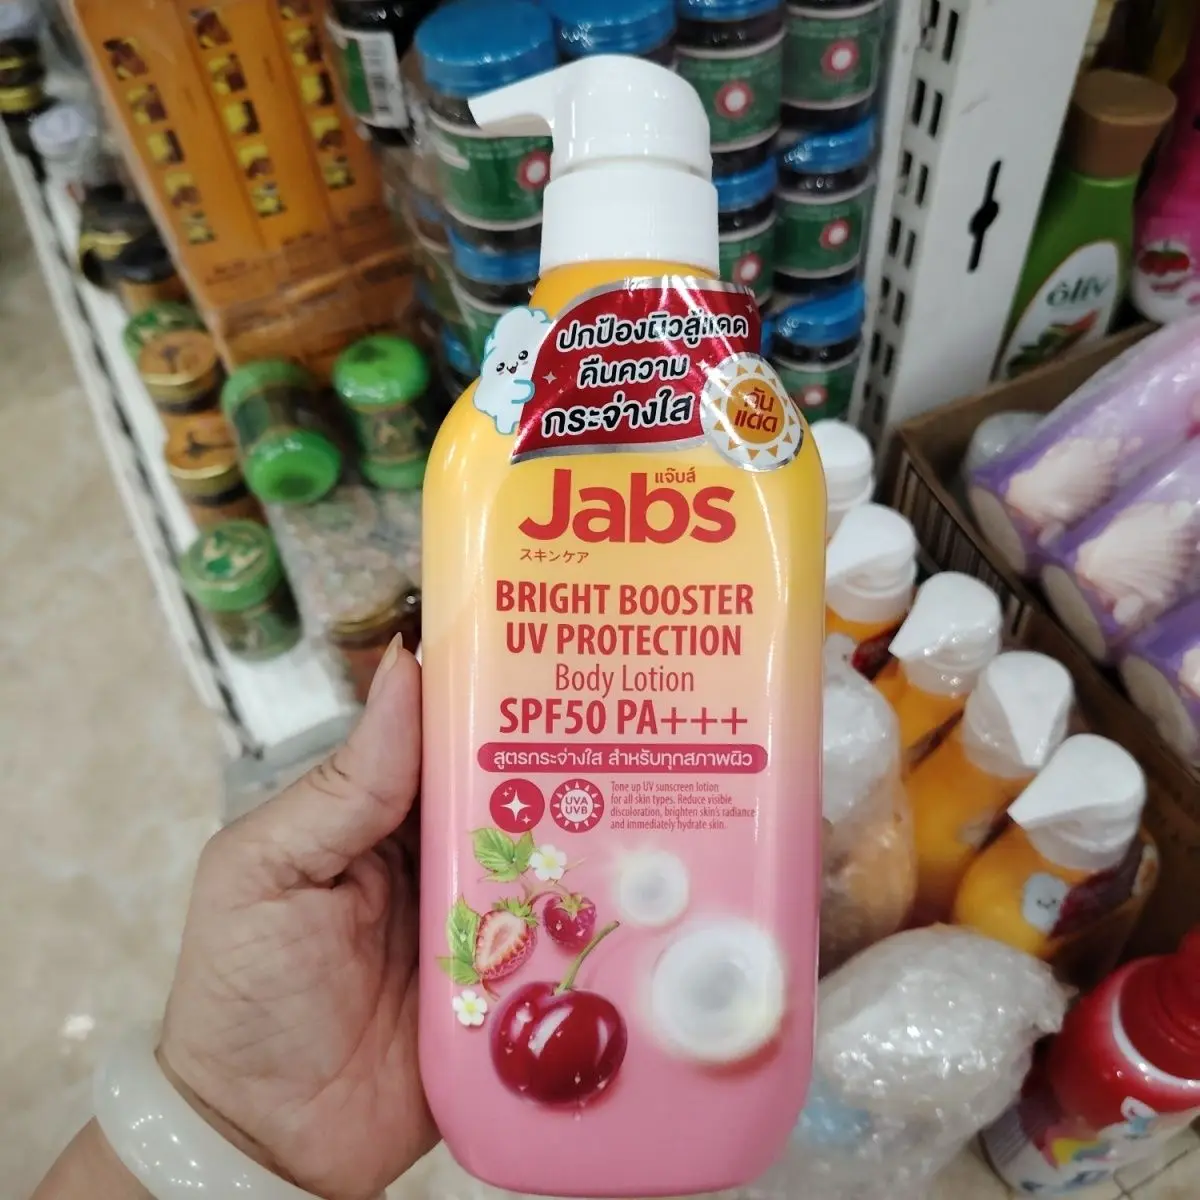 ปกป้องผิวสู้แดด
คืนความ
กระจ่างใส
กันแดด
แจ๊บส์
Jabs
スキンケア
BRIGHT BOOSTER
UV PROTECTION
Body Lotion
SPF50 PA+++
สูตรกระจ่างใส สำหรับทุกสภาพผิว
UVA
UVB
Tone up UV sunscreen lotion
for all skin types. Reduce visible
discoloration, brighten skin's radiance
and immediately hydrate skin.
ôliv